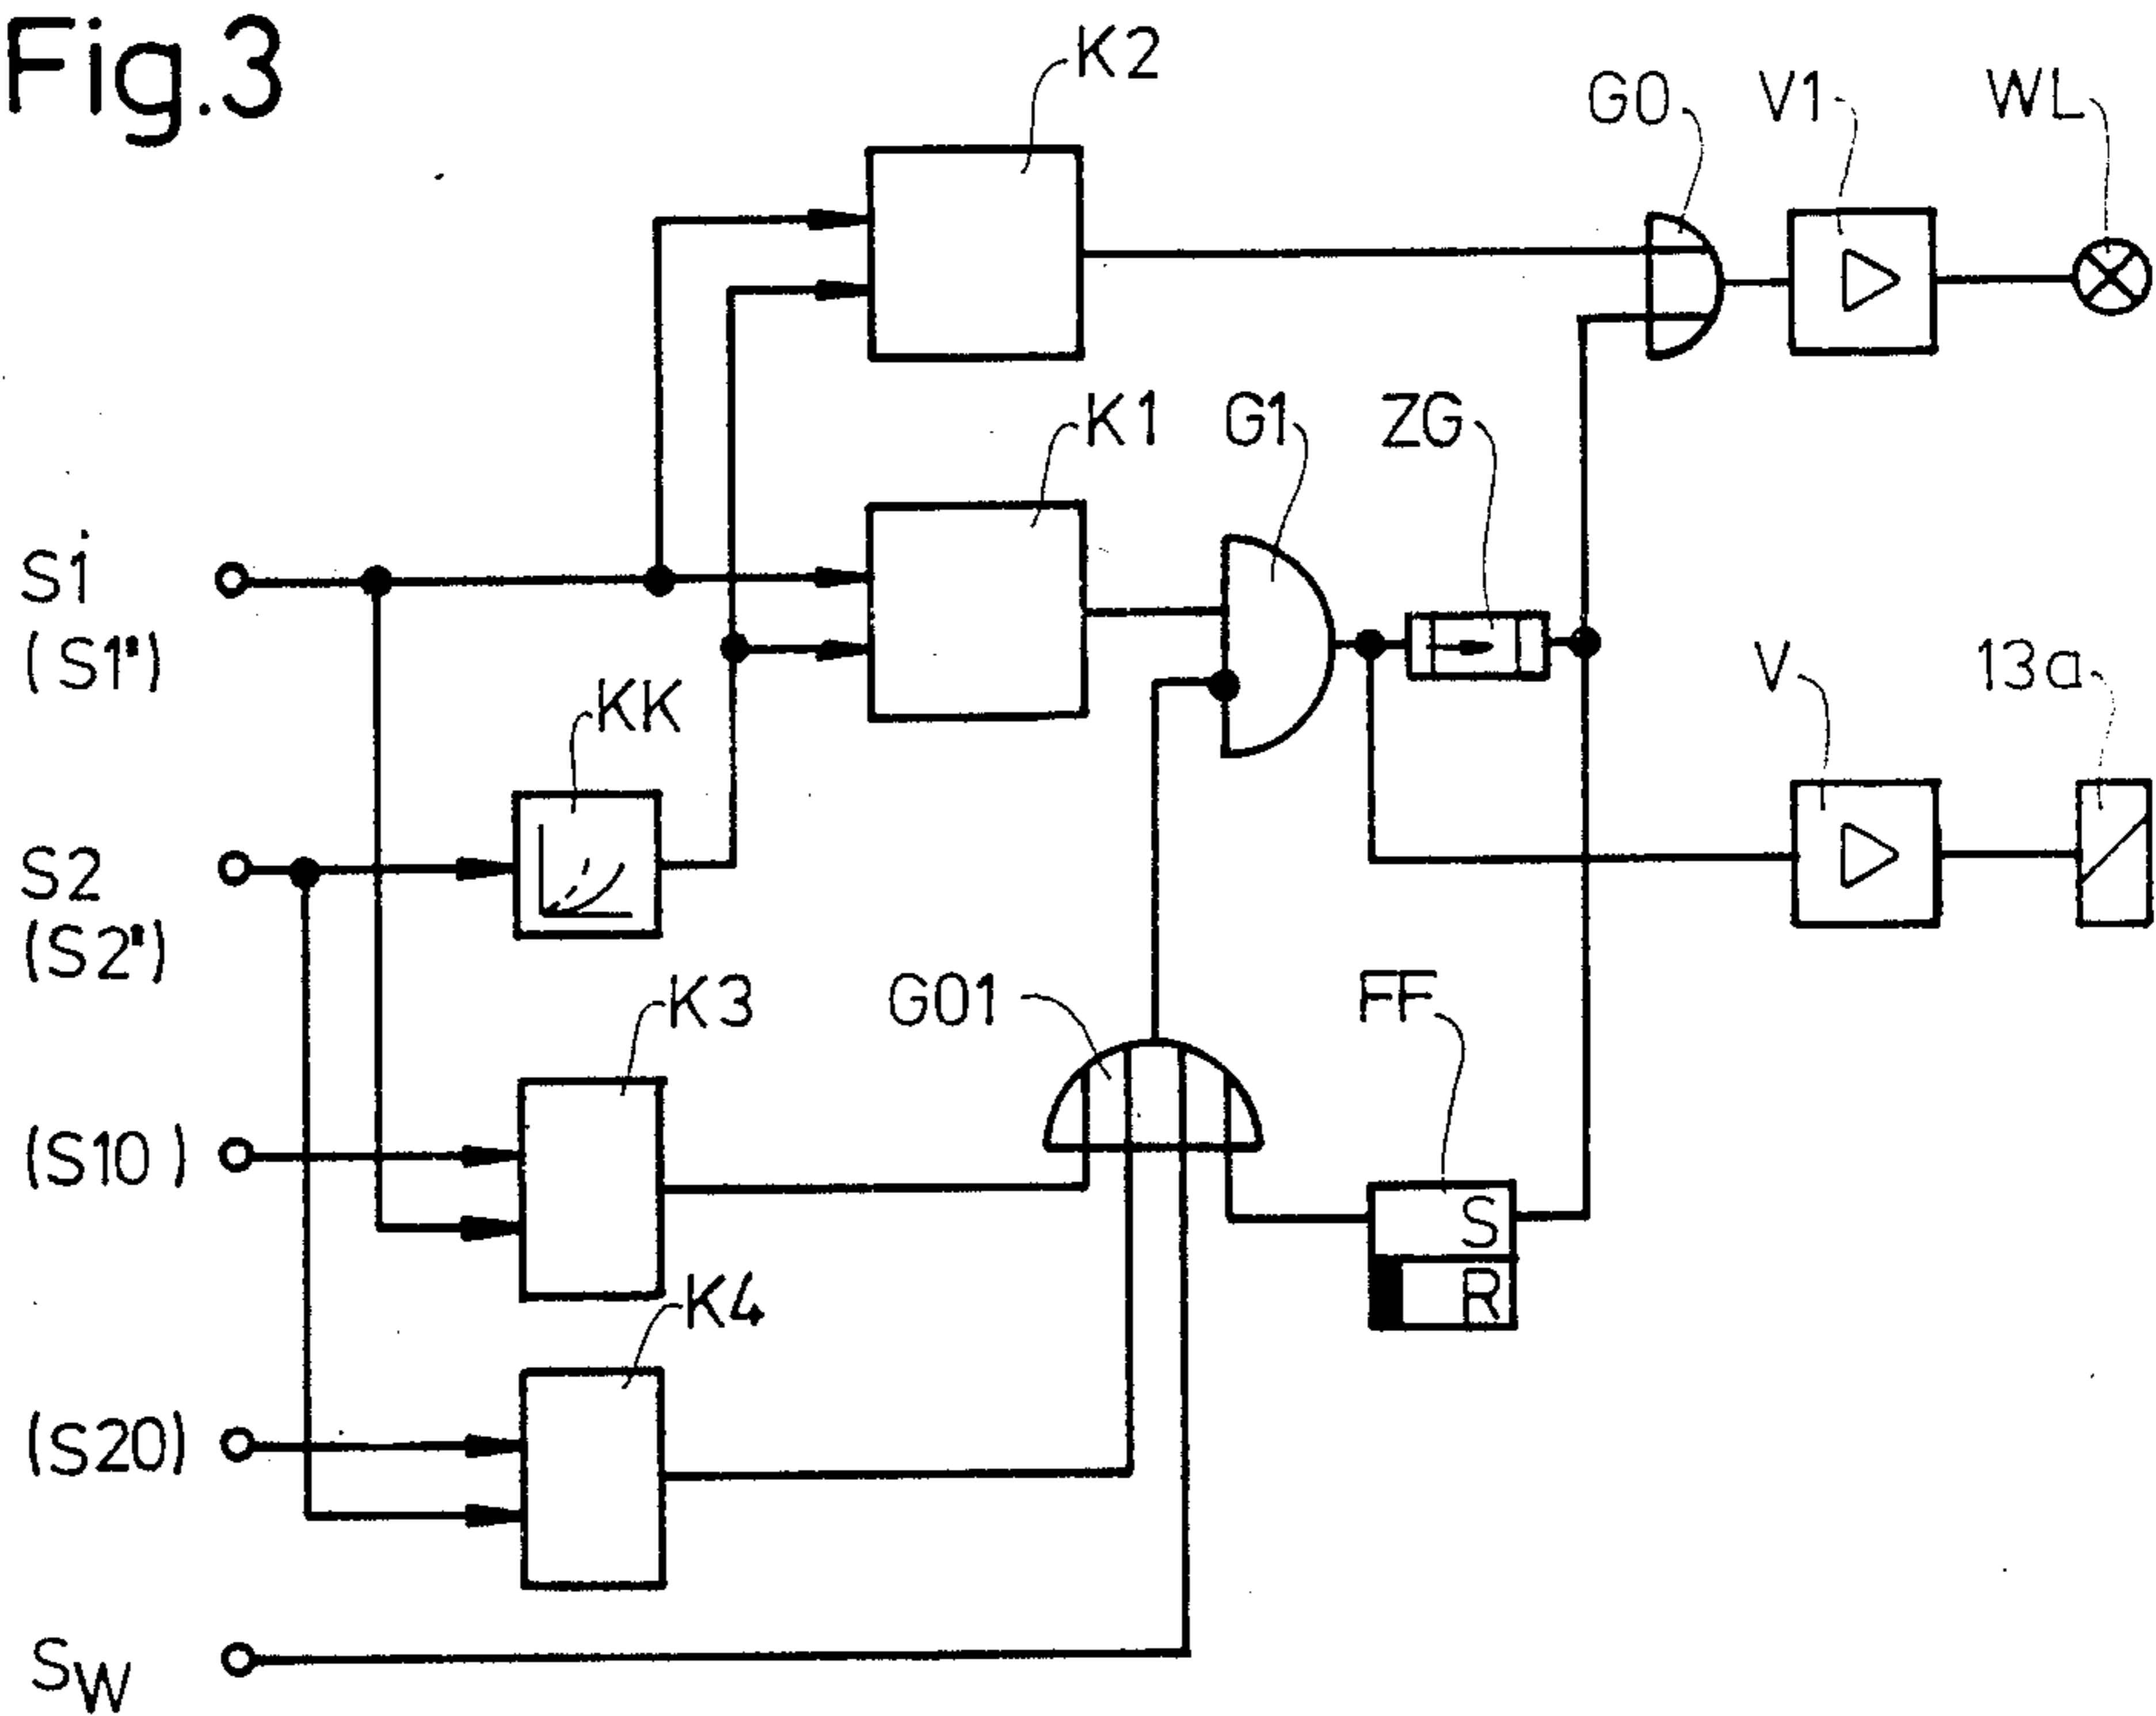 Fig.3
K2
G0
V1
WL
K1
G1
ZG
S1
(S1")
KK
V
13a
S2
(S2")
K3
G01
FF
(S10)
S
R
K4
(S20)
SW